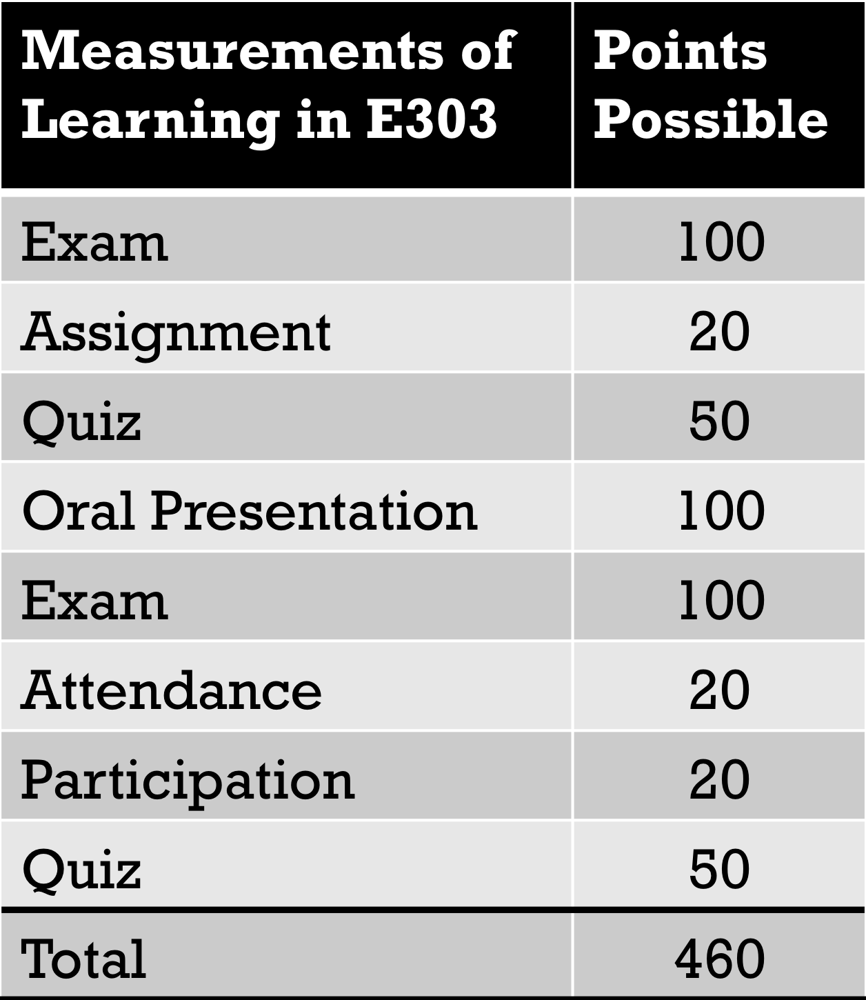 Measurements of Points
Learning in E303 Possible
Exam 100
Assignment 20
Quiz 50
Oral Presentation 100
Exam 100
Attendance 20
Participation 20
Quiz 50
Total 460